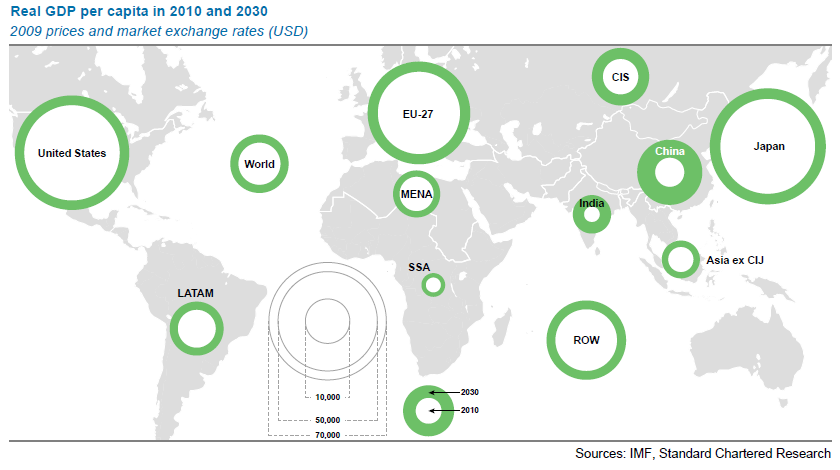 Real GDP per capita in 2010 and 2030
2009 prices and market exchange rates (USD)
CIS
EU-27
United States
World
China
Japan
MENA
India
Asia ex CIJ
SSA
LATAM
ROW
10,000
50,000
70,000
2030
2010
Sources: IMF, Standard Chartered Research